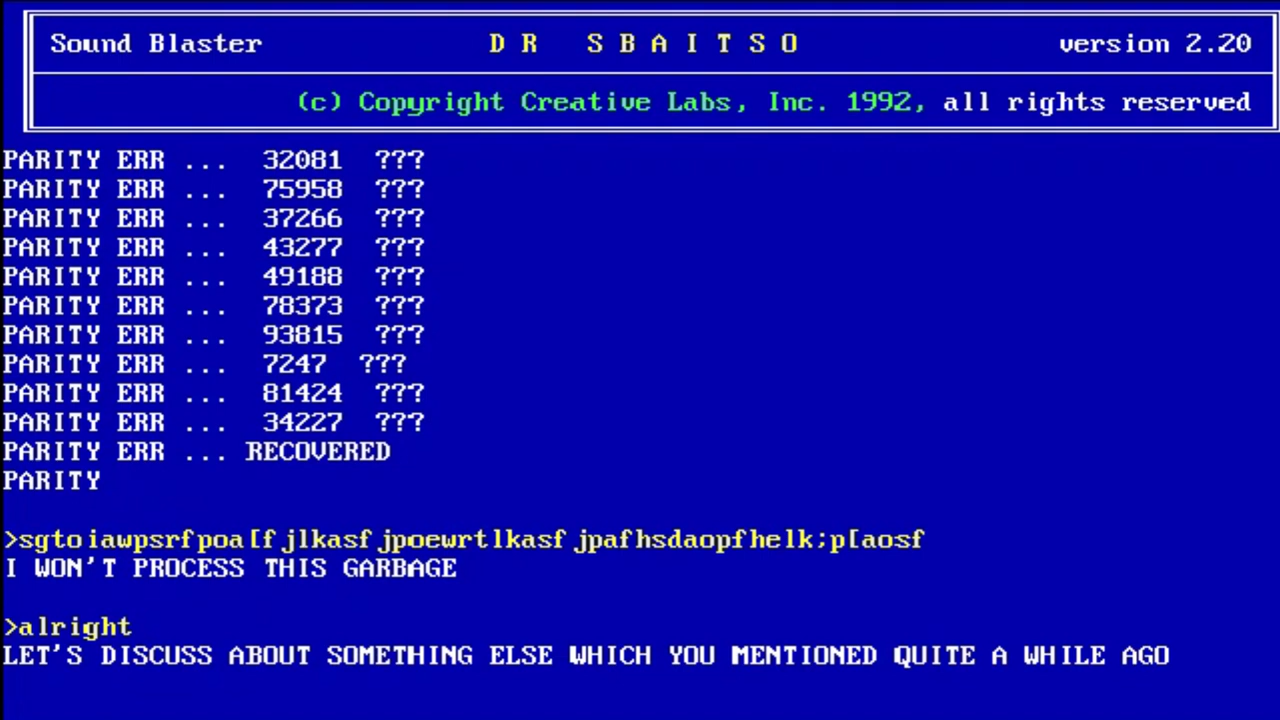 Sound Blaster D R S B A I T S O version 2.20
(c) Copyright Creative Labs, Inc. 1992, all rights reserved
PARITY ERR ... 32081 ???
PARITY ERR ... 75958 ???
PARITY ERR ... 37266 ???
PARITY ERR ... 43277 ???
PARITY ERR ... 49188 ???
PARITY ERR ... 78373 ???
PARITY ERR ... 93815 ???
PARITY ERR ... 7247 ???
PARITY ERR ... 81424 ???
PARITY ERR ... 34227 ???
PARITY ERR ... RECOVERED
PARITY
>sgtoiawpsrfpoa[fjlkasfjpoewrtlkasfjpafhsdaopfhelk;p[aosf
I WON'T PROCESS THIS GARBAGE
>alright
LET'S DISCUSS ABOUT SOMETHING ELSE WHICH YOU MENTIONED QUITE A WHILE AGO